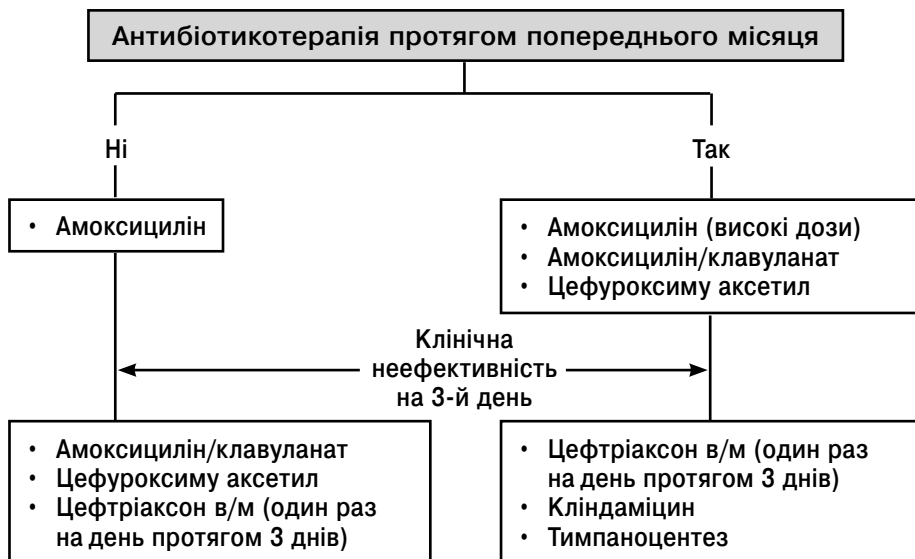 Антибіотикотерапія протягом попереднього місяця
Ні
Так
• Амоксицилін
• Амоксицилін (високі дози)
• Амоксицилін/клавуланат
• Цефуроксиму аксетил
Клінічна
неефективність
на 3-й день
• Амоксицилін/клавуланат
• Цефуроксиму аксетил
• Цефтріаксон в/м (один раз
на день протягом 3 днів)
• Цефтріаксон в/м (один раз
на день протягом 3 днів)
• Кліндаміцин
• Тимпаноцентез